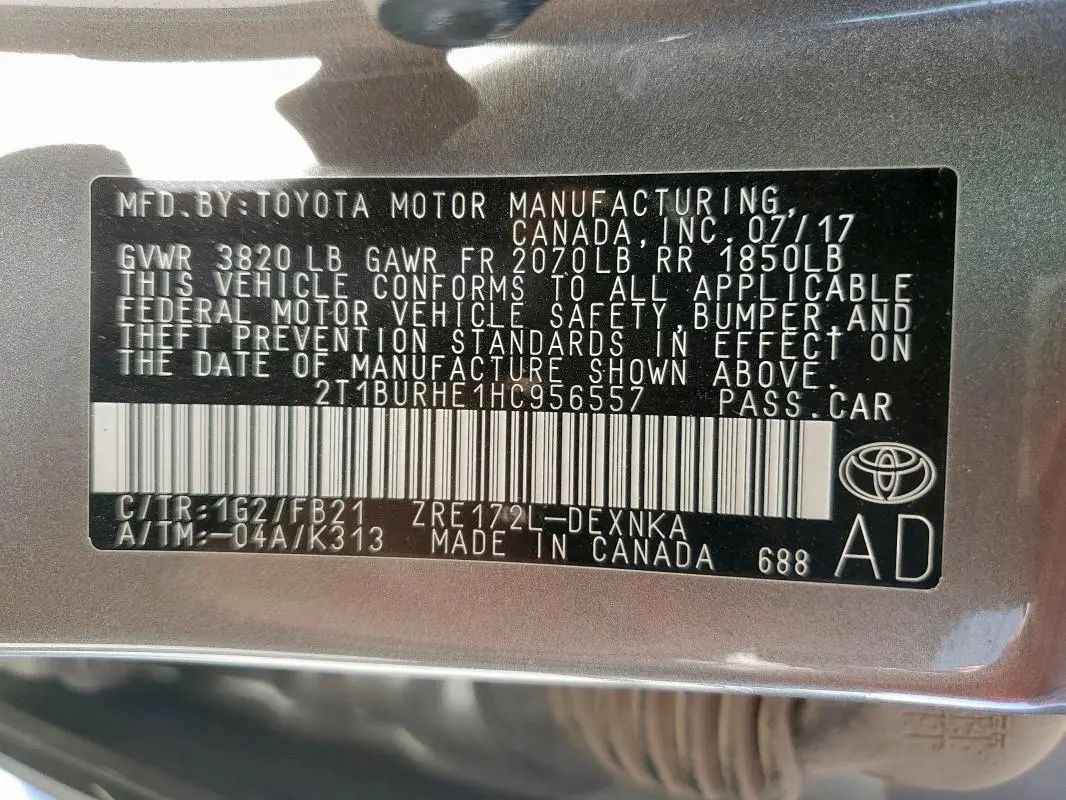 MFD.BY:TOYOTA MOTOR MANUFACTURING,
CANADA,INC.07/17
GVWR 3820 LB GAWR FR 2070LB RR 1850LB
THIS VEHICLE CONFORMS TO ALL APPLICABLE
FEDERAL MOTOR VEHICLE SAFETY,BUMPER,AND
THEFT PREVENTION STANDARDS IN EFFECT ON
THE DATE OF MANUFACTURE SHOWN ABOVE.
2T1BURHE1HC956557 PASS.CAR
C/TR:1G2/FB21 ZRE172L-DEXNKA
A/TM:-04A/K313 MADE IN CANADA 688 AD